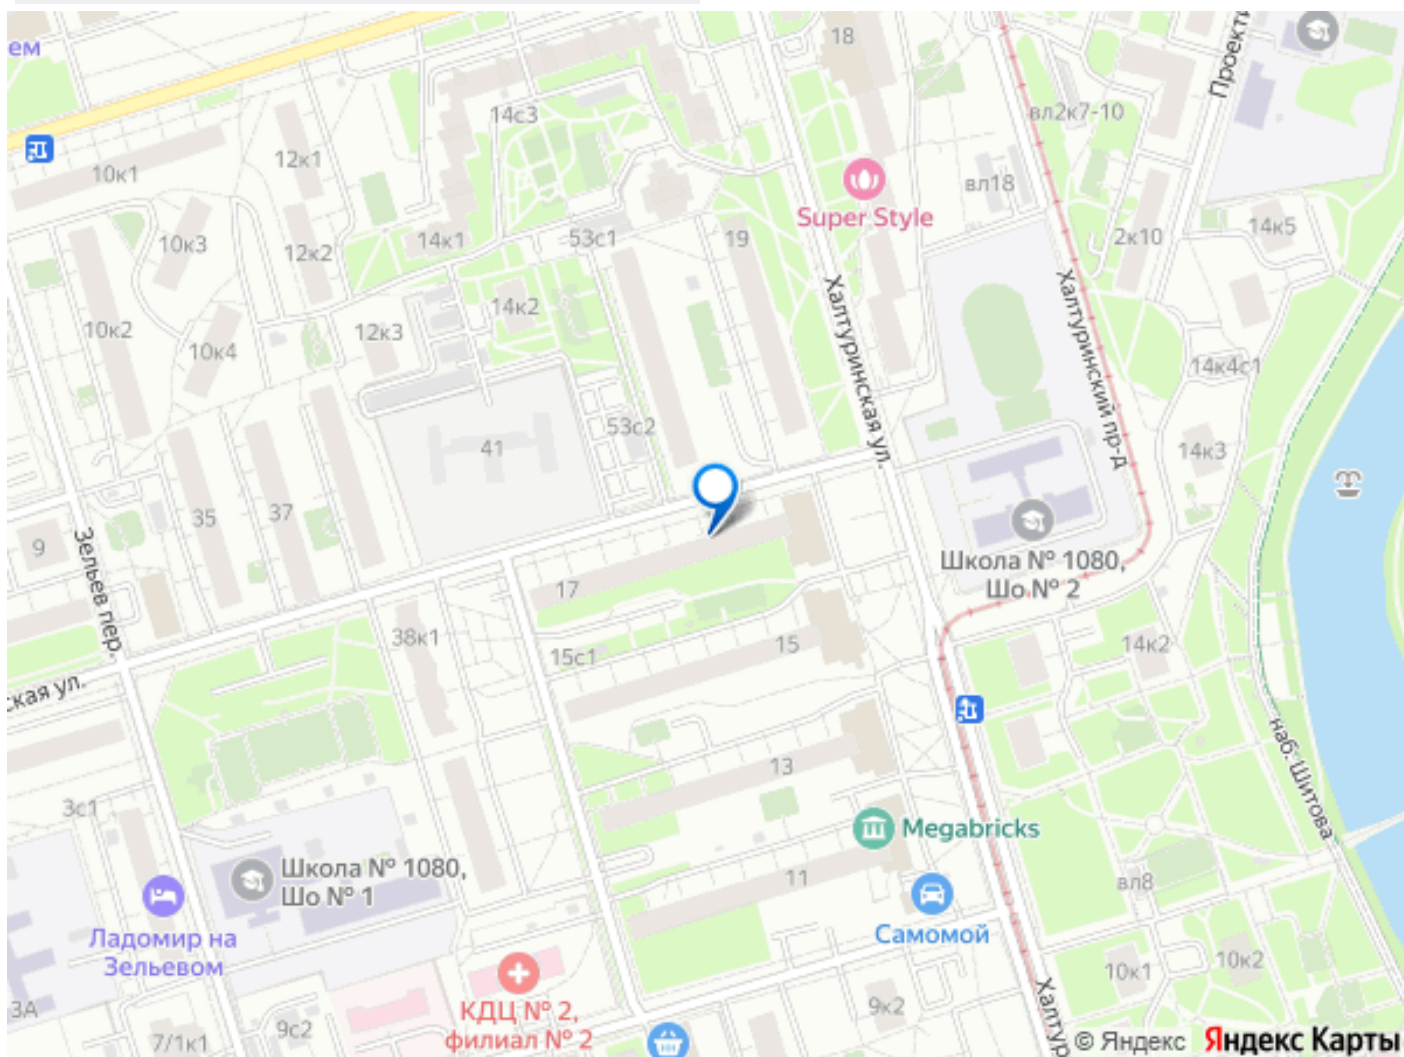 ем
18
14с3
Проекти
вл2к7-10
12к1
10к1
вл18
Super Style
10к3
12к2
14к1
53с1
19
2к10
14к5
14к2
10к2
10к4
12к3
Халтуринская ул.
Халтуринский пр-д
14к4с1
53с2
41
14к3
35
37
9
Зельев пер.
Школа № 1080,
Шо № 2
17
38к1
15с1
15
14к2
ская ул.
наб. Шитова
13
3с1
Megabricks
Школа № 1080,
Шо № 1
11
вл8
Ладомир на
Зельевом
Самомой
10к1
10к2
3А
КДЦ № 2,
филиал № 2
9к2
9с2
7/1к1
Халтур
© Яндекс Яндекс Карты